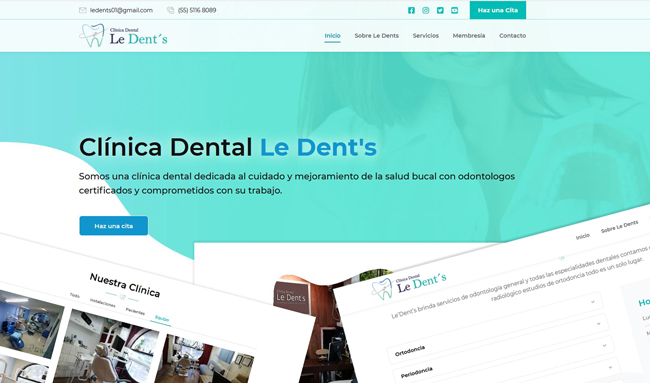 ledents01@gmail.com
(55) 5116 8089
Haz una Cita
Clínica Dental
Le Dent´s
Inicio
Sobre Le Dents
Servicios
Membresia
Contacto
Clínica Dental Le Dent's
Somos una clínica dental dedicada al cuidado y mejoramiento de la salud bucal con odontologos
certificados y comprometidos con su trabajo.
Haz una cita
Nuestra Clínica
Todo
Instalaciones
Pacientes
Equipo
Le Dent´s
Inicio
Sobre Le Dents
Clínica Dental
Le Dent´s
Le'Dent's brinda servicios de odontología general y todas las especialidades dentales contamos
radiológico estudios de ortodoncia todo es un solo lugar.
Ortodoncia
Periodoncia